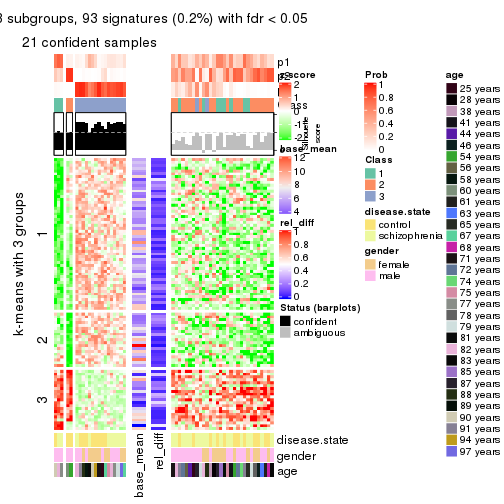 3 subgroups, 93 signatures (0.2%) with fdr < 0.05
21 confident samples
k-means with 3 groups
1
2
3
p1
base_mean
rel_diff
disease.state
gender
age
Silhouette
score
2
1
0
-1
-2
base_mean
12
10
8
6
4
rel_diff
1
0.8
0.6
0.4
0.2
0
Status (barplots)
confident
ambiguous
Prob
1
0.8
0.6
0.4
0.2
0
Class
1
2
3
disease.state
control
schizophrenia
gender
female
male
age
25 years
28 years
38 years
41 years
44 years
46 years
54 years
56 years
58 years
60 years
61 years
63 years
65 years
67 years
68 years
71 years
72 years
74 years
75 years
77 years
78 years
79 years
81 years
82 years
83 years
85 years
87 years
88 years
89 years
90 years
91 years
94 years
97 years